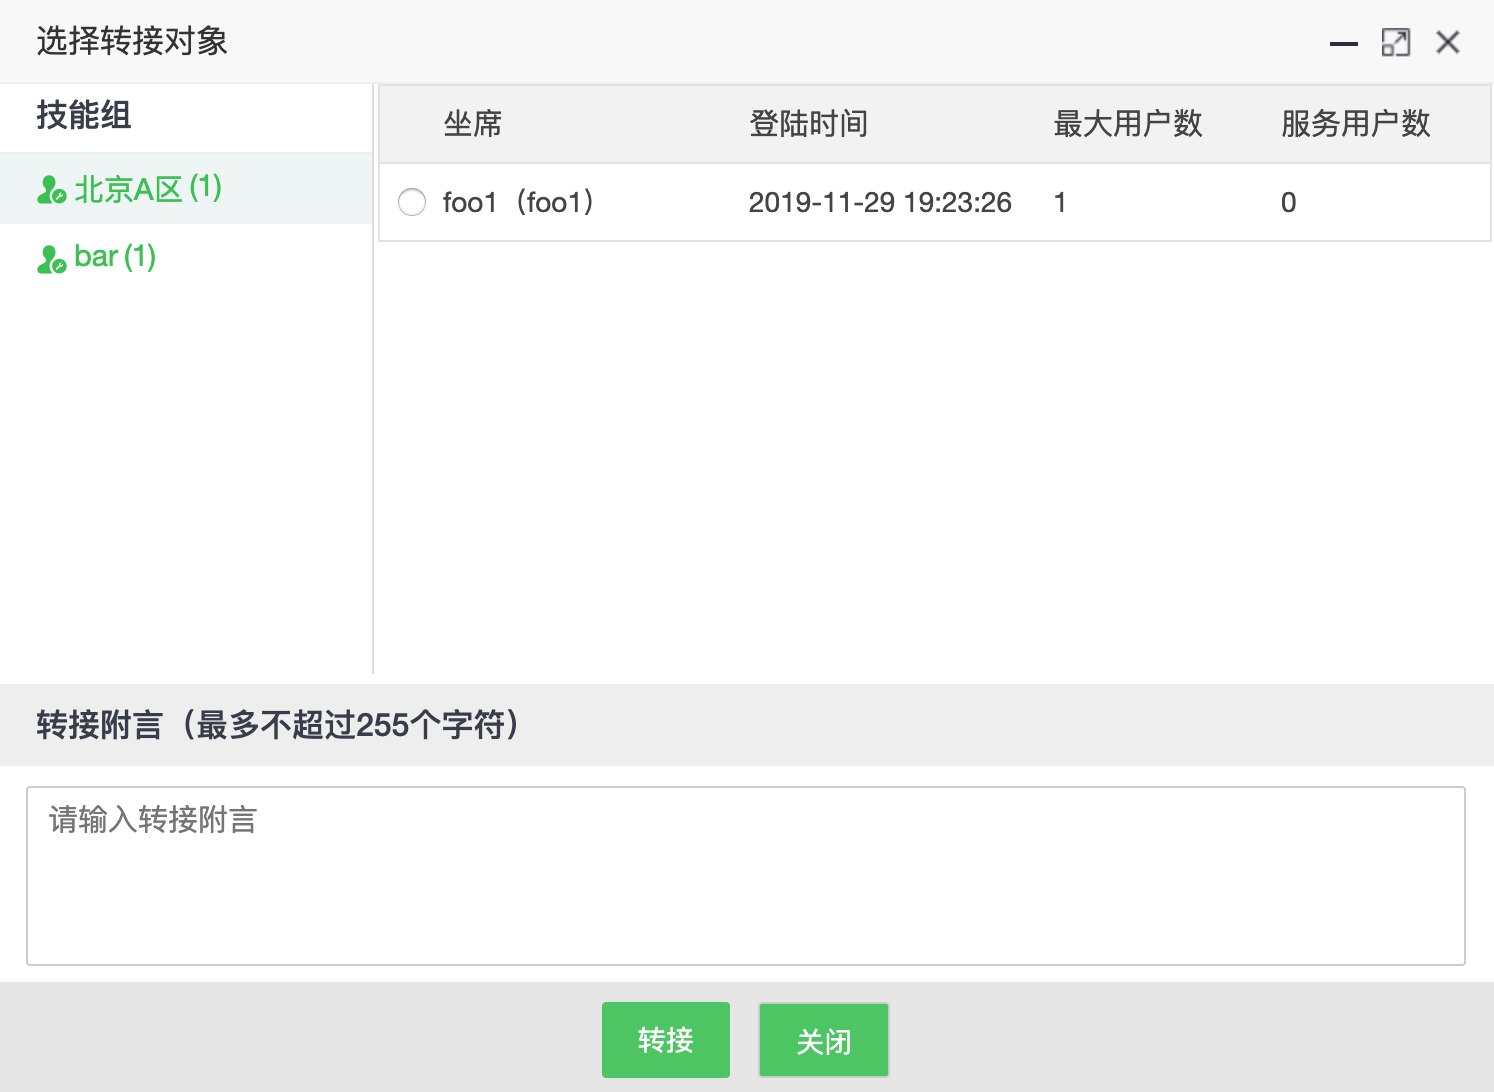 选择转接对象
技能组
北京A区 (1)
bar (1)
坐席 登陆时间 最大用户数 服务用户数
foo1（foo1） 2019-11-29 19:23:26 1 0
转接附言（最多不超过255个字符）
请输入转接附言
转接 关闭